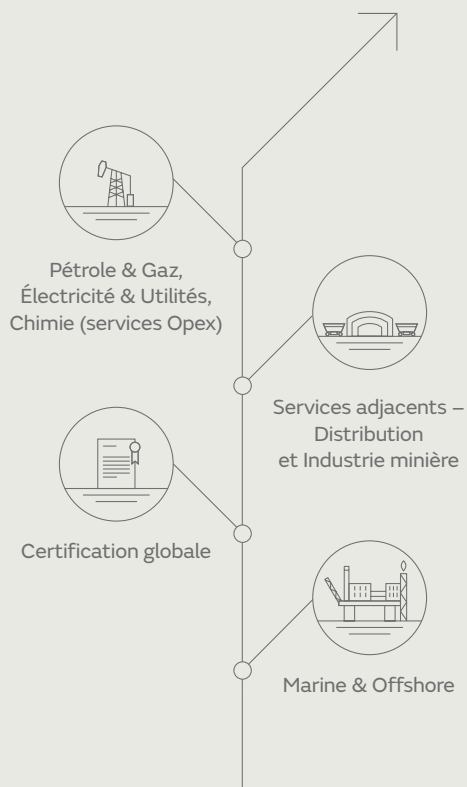 Pétrole & Gaz,
Électricité & Utilités,
Chimie (services Opex)
Services adjacents –
Distribution
et Industrie minière
Certification globale
Marine & Offshore